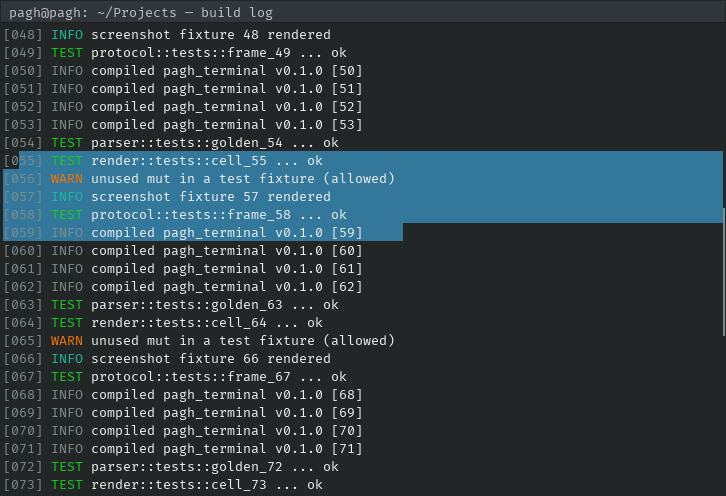 pagh@pagh: ~/Projects — build log
[048] INFO screenshot fixture 48 rendered
[049] TEST protocol::tests::frame_49 ... ok
[050] INFO compiled pagh_terminal v0.1.0 [50]
[051] INFO compiled pagh_terminal v0.1.0 [51]
[052] INFO compiled pagh_terminal v0.1.0 [52]
[053] INFO compiled pagh_terminal v0.1.0 [53]
[054] TEST parser::tests::golden_54 ... ok
[055] TEST render::tests::cell_55 ... ok
[056] WARN unused mut in a test fixture (allowed)
[057] INFO screenshot fixture 57 rendered
[058] TEST protocol::tests::frame_58 ... ok
[059] INFO compiled pagh_terminal v0.1.0 [59]
[060] INFO compiled pagh_terminal v0.1.0 [60]
[061] INFO compiled pagh_terminal v0.1.0 [61]
[062] INFO compiled pagh_terminal v0.1.0 [62]
[063] TEST parser::tests::golden_63 ... ok
[064] TEST render::tests::cell_64 ... ok
[065] WARN unused mut in a test fixture (allowed)
[066] INFO screenshot fixture 66 rendered
[067] TEST protocol::tests::frame_67 ... ok
[068] INFO compiled pagh_terminal v0.1.0 [68]
[069] INFO compiled pagh_terminal v0.1.0 [69]
[070] INFO compiled pagh_terminal v0.1.0 [70]
[071] INFO compiled pagh_terminal v0.1.0 [71]
[072] TEST parser::tests::golden_72 ... ok
[073] TEST render::tests::cell_73 ... ok